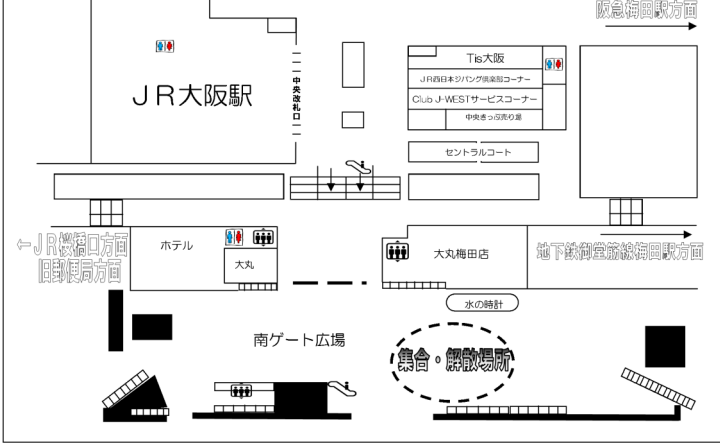 阪急梅田駅方面
JR大阪駅
中央改札口
Tis大阪
JR西日本ジパング倶楽部コーナー
Club J-WESTサービスコーナー
中央きっぷ売り場
セントラルコート
←JR桜橋口方面
旧郵便局方面
ホテル
大丸
大丸梅田店
地下鉄御堂筋線梅田駅方面
水の時計
南ゲート広場
集合・解散場所